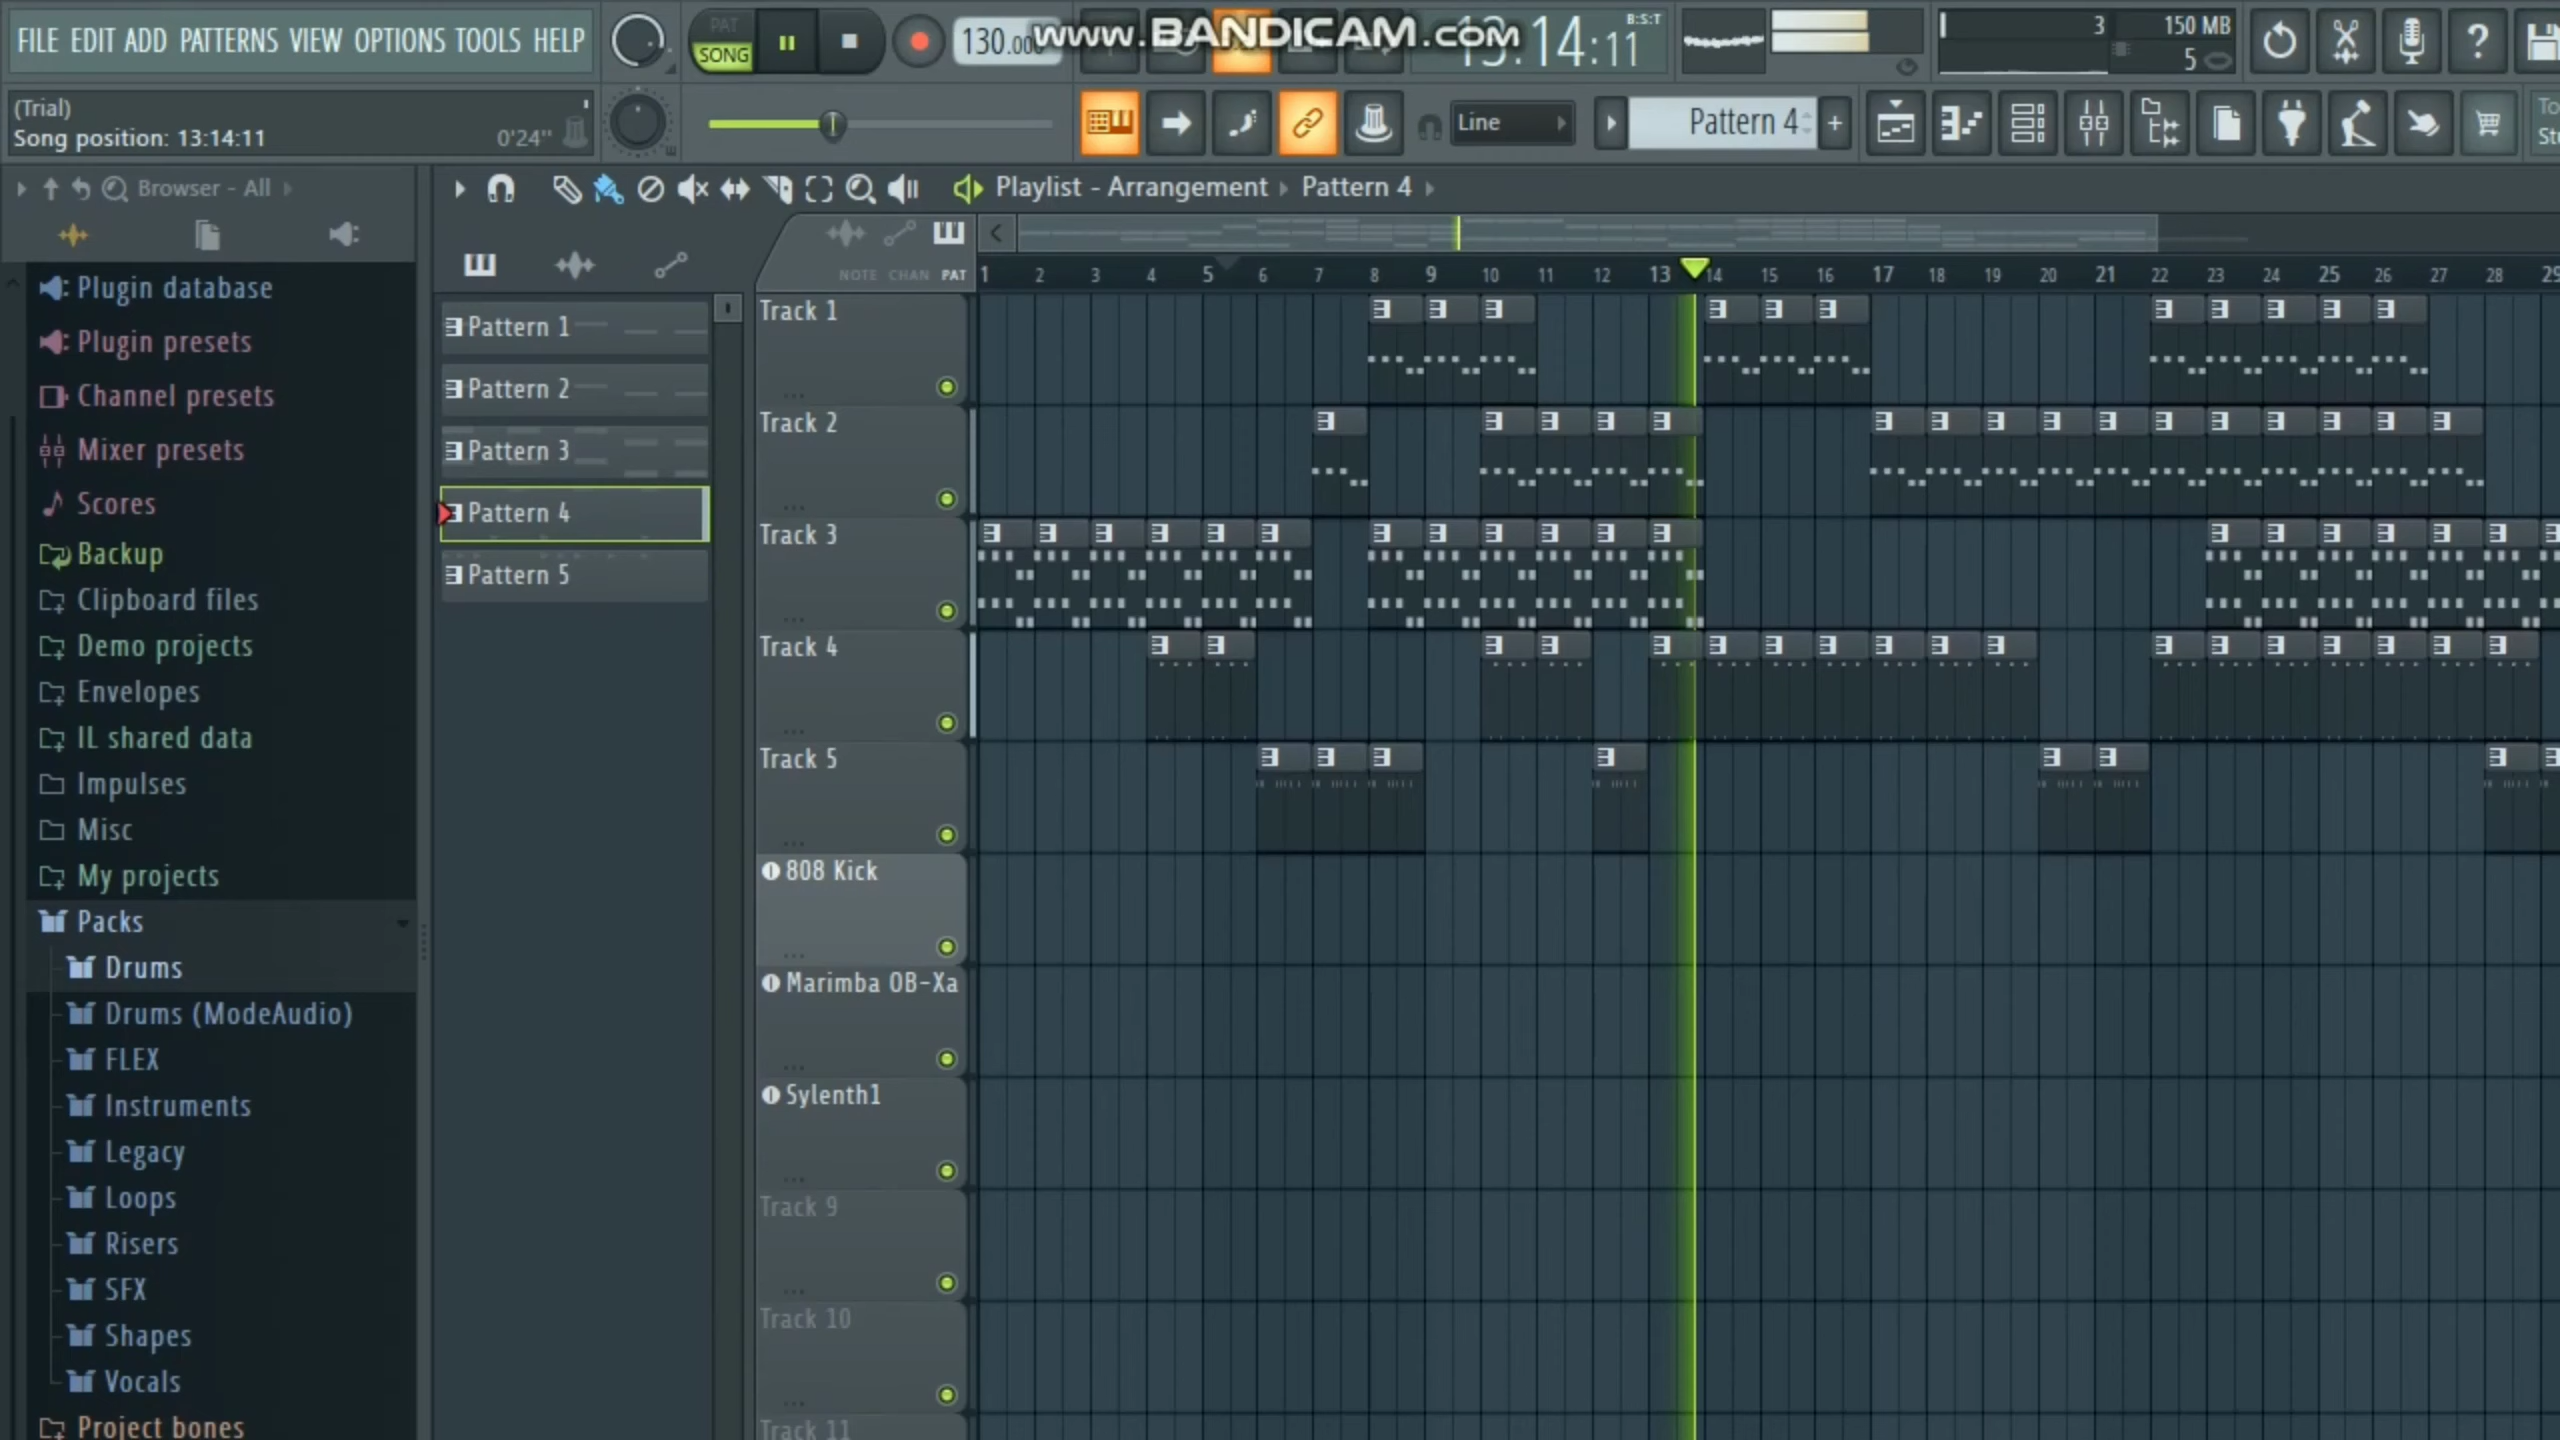 FILE EDIT ADD PATTERNS VIEW OPTIONS TOOLS HELP
PAT
SONG
130.000
www.BANDICAM.com
13:14:11
B:S:T
3
150 MB
5
(Trial)
Song position: 13:14:11
0'24"
Line
Pattern 4
+
Browser - All
Playlist - Arrangement
Pattern 4
NOTE CHAN PAT
1 2 3 4 5 6 7 8 9 10 11 12 13 14 15 16 17 18 19 20 21 22 23 24 25 26 27 28 29
Plugin database
Plugin presets
Channel presets
Mixer presets
Scores
Backup
Clipboard files
Demo projects
Envelopes
IL shared data
Impulses
Misc
My projects
Packs
Drums
Drums (ModeAudio)
FLEX
Instruments
Legacy
Loops
Risers
SFX
Shapes
Vocals
Project bones
Pattern 1
Pattern 2
Pattern 3
Pattern 4
Pattern 5
Track 1
Track 2
Track 3
Track 4
Track 5
808 Kick
Marimba OB-Xa
Sylenth1
Track 9
Track 10
Track 11